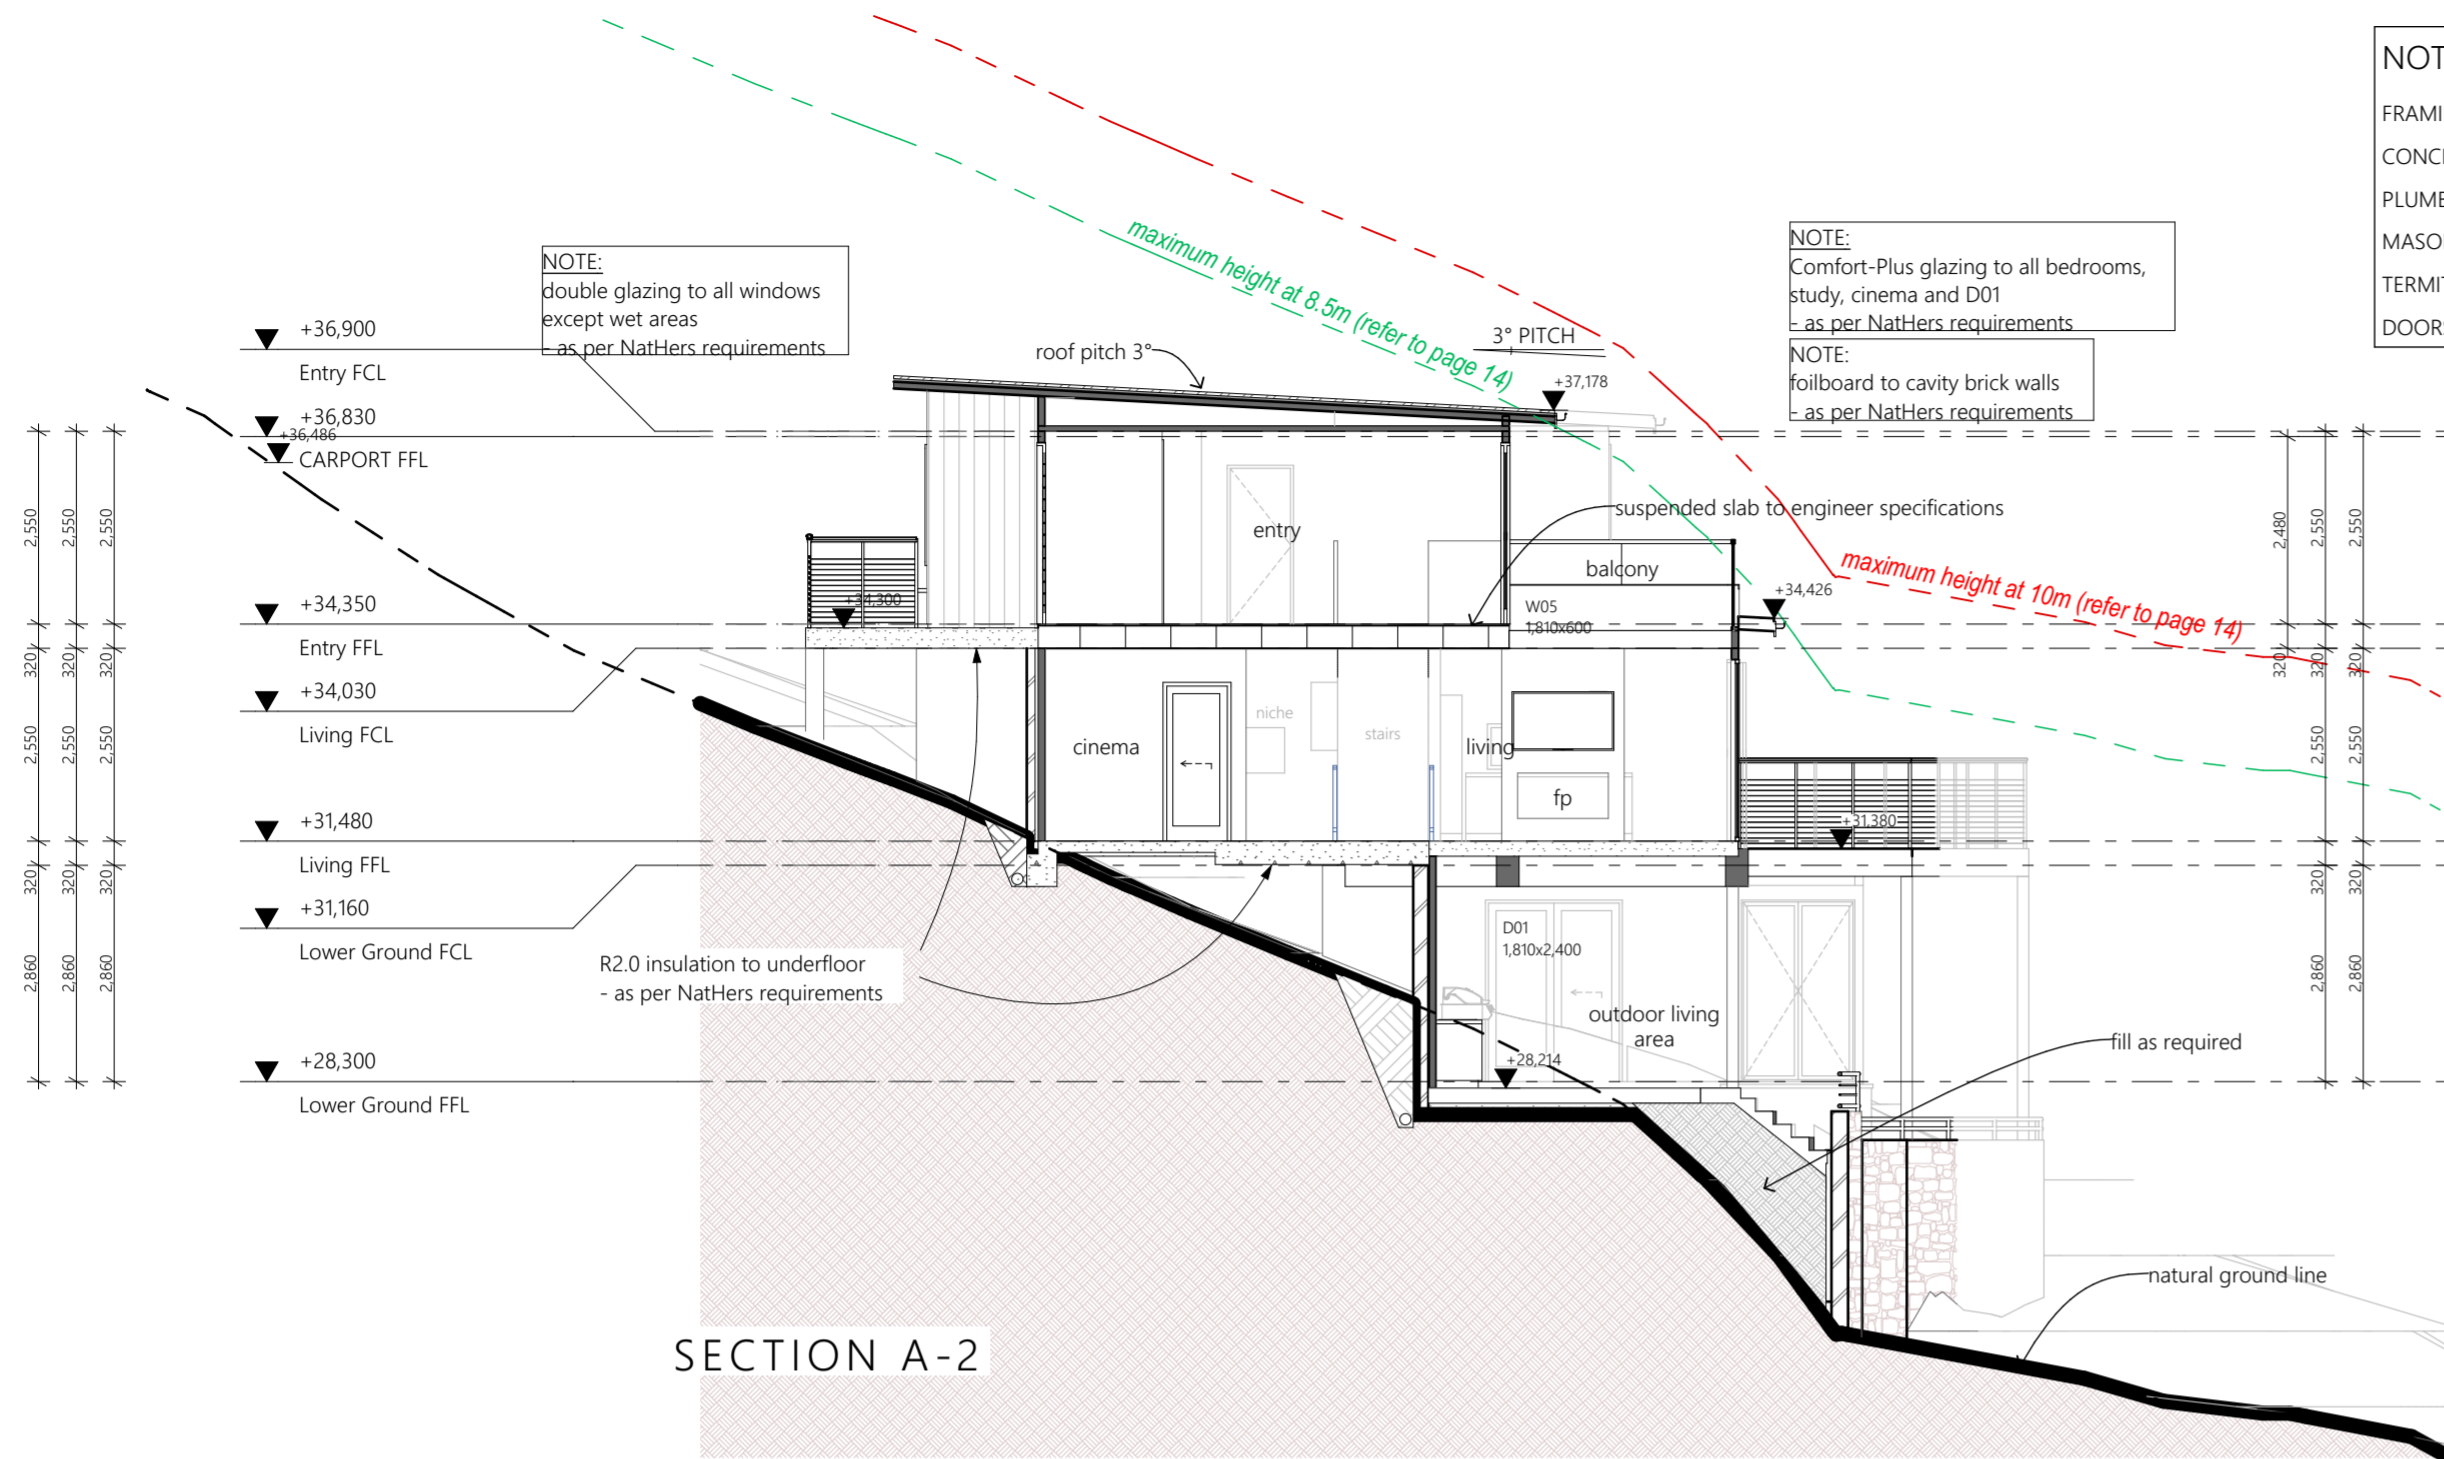 NOTE:
double glazing to all windows
except wet areas
- as per NatHers requirements
maximum height at 8.5m (refer to page 14)
NOTE:
Comfort-Plus glazing to all bedrooms,
study, cinema and D01
- as per NatHers requirements
NOTE:
foilboard to cavity brick walls
- as per NatHers requirements
NOT
FRAMI
CONC
PLUMB
MASO
TERMI
DOORS
+36,900
Entry FCL
+36,830
+36,486
CARPORT FFL
+34,350
Entry FFL
+34,030
Living FCL
+31,480
Living FFL
+31,160
Lower Ground FCL
+28,300
Lower Ground FFL
2,550 2,550 2,550
320 320 320
2,550 2,550 2,550
320 320 320
2,860 2,860 2,860
roof pitch 3°
3° PITCH
+37,178
entry
suspended slab to engineer specifications
balcony
maximum height at 10m (refer to page 14)
+34,300
W05
1,810x600
+34,426
cinema
niche
stairs
living
fp
+31,380
R2.0 insulation to underfloor
- as per NatHers requirements
D01
1,810x2,400
outdoor living
area
+28,214
fill as required
natural ground line
2,480 2,550 2,550
320 320 320
2,550 2,550
320 320
2,860 2,860
SECTION A-2